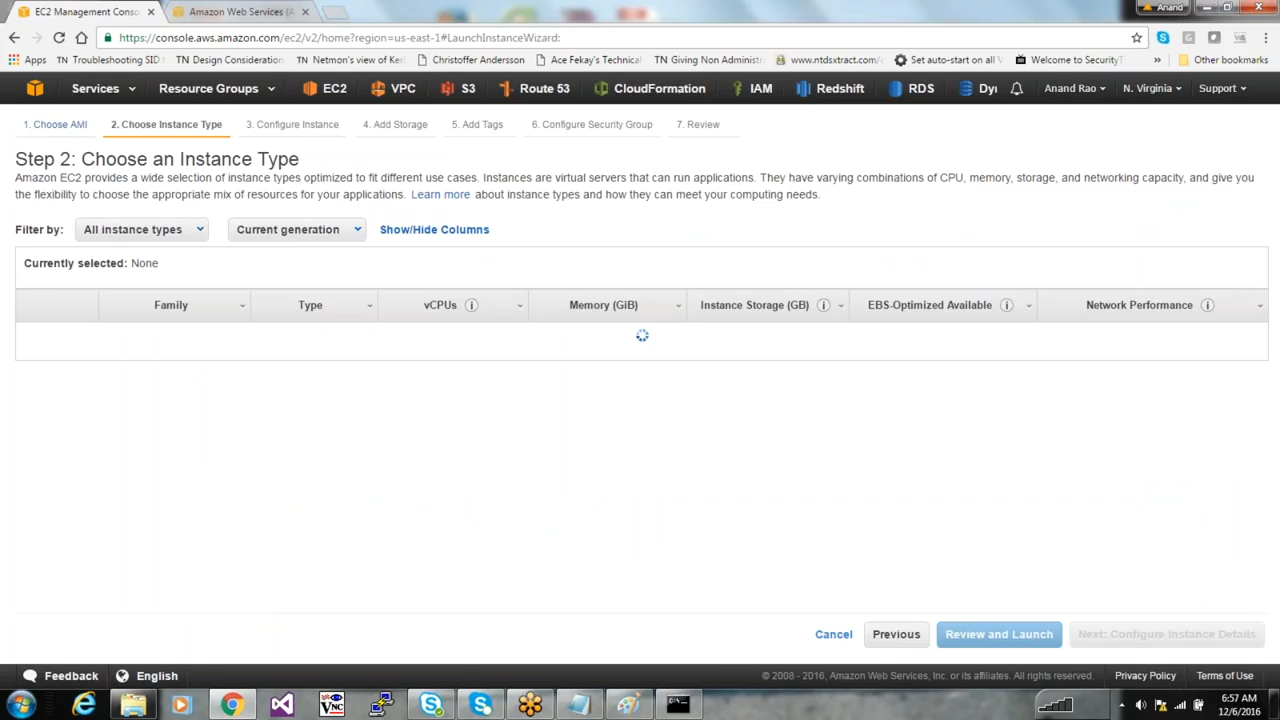 EC2 Management Conso
Amazon Web Services (A
Anand
https://console.aws.amazon.com/ec2/v2/home?region=us-east-1#LaunchInstanceWizard:
Apps
TN Troubleshooting SID
TN Design Consideration
TN Netmon's view of Ker
Christoffer Andersson
Ace Fekay's Technical
TN Giving Non Administr
www.ntdsxtract.com/
Set auto-start on all V
Welcome to SecurityT
»
Other bookmarks
Services
Resource Groups
EC2
VPC
S3
Route 53
CloudFormation
IAM
Redshift
RDS
Dyn
Anand Rao
N. Virginia
Support
1. Choose AMI
2. Choose Instance Type
3. Configure Instance
4. Add Storage
5. Add Tags
6. Configure Security Group
7. Review
Step 2: Choose an Instance Type
Amazon EC2 provides a wide selection of instance types optimized to fit different use cases. Instances are virtual servers that can run applications. They have varying combinations of CPU, memory, storage, and networking capacity, and give you
the flexibility to choose the appropriate mix of resources for your applications. Learn more about instance types and how they can meet your computing needs.
Filter by:
All instance types
Current generation
Show/Hide Columns
Currently selected: None
Family
Type
vCPUs
Memory (GiB)
Instance Storage (GB)
EBS-Optimized Available
Network Performance
Cancel
Previous
Review and Launch
Next: Configure Instance Details
Feedback
English
© 2008 - 2016, Amazon Web Services, Inc. or its affiliates. All rights reserved.
Privacy Policy
Terms of Use
6:57 AM
12/6/2016